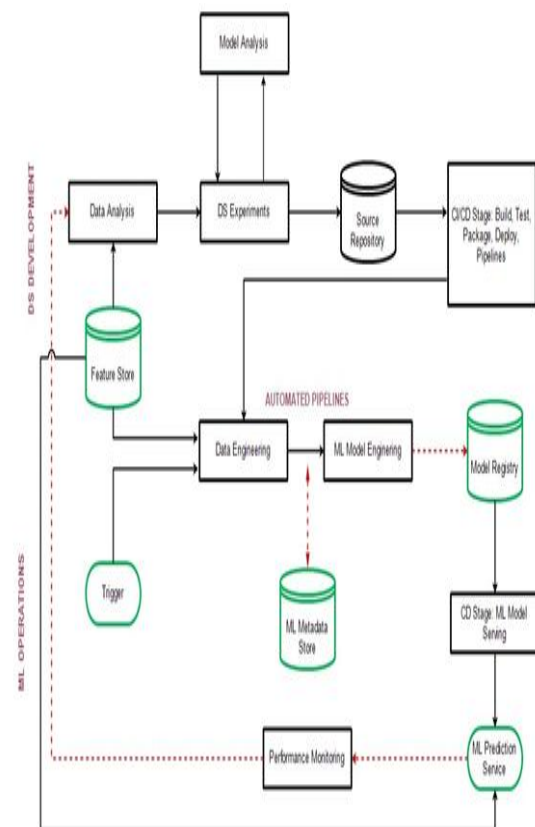 Model Analysis
DS DEVELOPMENT
Data Analysis
DS Experiments
Source
Repository
CI/CD Stage: Build, Test,
Package, Deploy,
Pipelines
Feature Store
AUTOMATED PIPELINES
Data Engineering
ML Model Enginering
Model Registry
ML OPERATIONS
Trigger
ML Metadata
Store
CD Stage: ML Model
Serving
Performance Monitoring
ML Prediction
Service